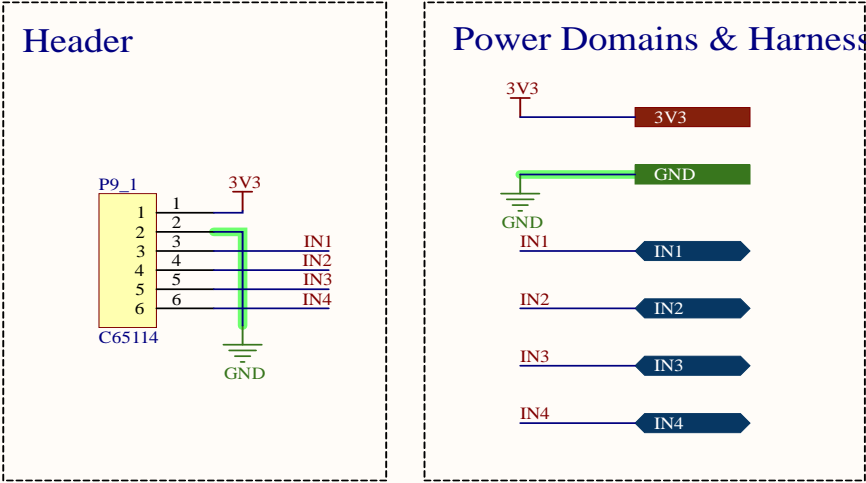 Header
P9_1
1 1
2 2
3 3
4 4
5 5
6 6
C65114
3V3
IN1
IN2
IN3
IN4
GND
Power Domains & Harness
3V3
3V3
GND
GND
IN1
IN1
IN2
IN2
IN3
IN3
IN4
IN4